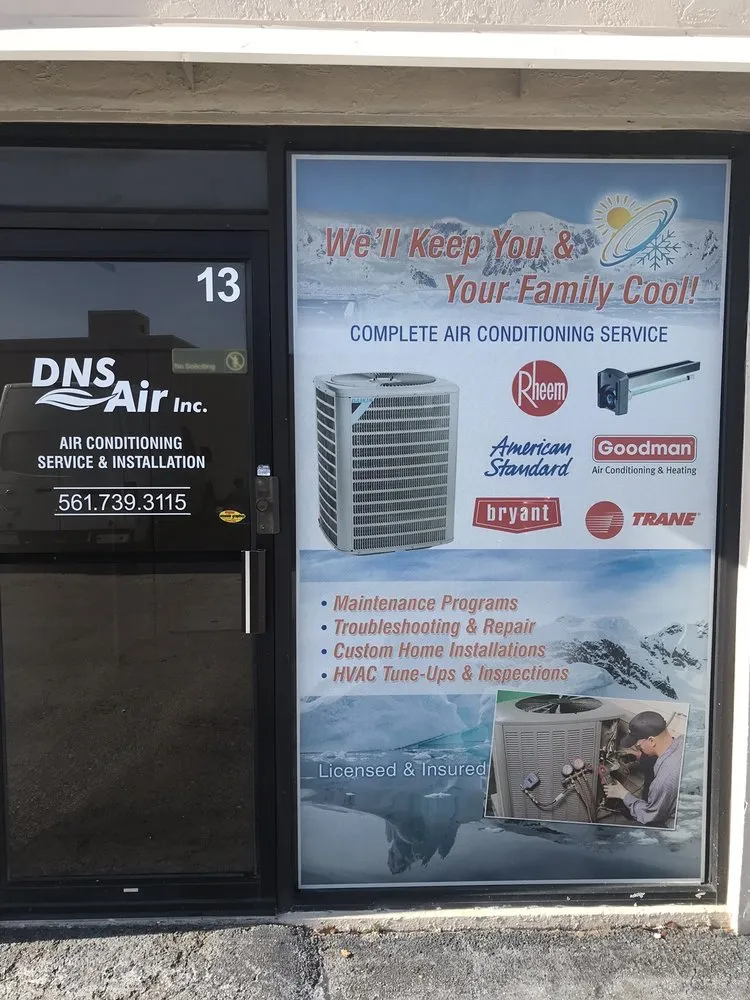 13
No Soliciting
DNS
Air Inc.
AIR CONDITIONING
SERVICE & INSTALLATION
561.739.3115
We'll Keep You &
Your Family Cool!
COMPLETE AIR CONDITIONING SERVICE
Rheem
American
Standard
Goodman
Air Conditioning & Heating
bryant
TRANE
• Maintenance Programs
• Troubleshooting & Repair
• Custom Home Installations
• HVAC Tune-Ups & Inspections
Licensed & Insured